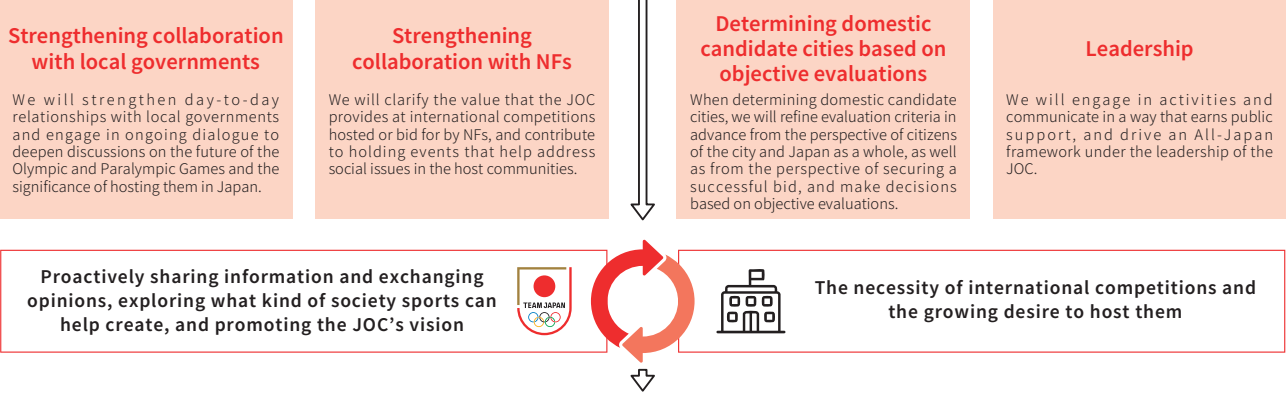 Strengthening collaboration
with local governments
We will strengthen day-to-day
relationships with local governments
and engage in ongoing dialogue to
deepen discussions on the future of the
Olympic and Paralympic Games and the
significance of hosting them in Japan.
Strengthening
collaboration with NFs
We will clarify the value that the JOC
provides at international competitions
hosted or bid for by NFs, and contribute
to holding events that help address
social issues in the host communities.
Determining domestic
candidate cities based on
objective evaluations
When determining domestic candidate
cities, we will refine evaluation criteria in
advance from the perspective of citizens
of the city and Japan as a whole, as well
as from the perspective of securing a
successful bid, and make decisions
based on objective evaluations.
Leadership
We will engage in activities and
communicate in a way that earns public
support, and drive an All-Japan
framework under the leadership of the
JOC.
Proactively sharing information and exchanging
opinions, exploring what kind of society sports can
help create, and promoting the JOC’s vision
TEAM JAPAN
The necessity of international competitions and
the growing desire to host them